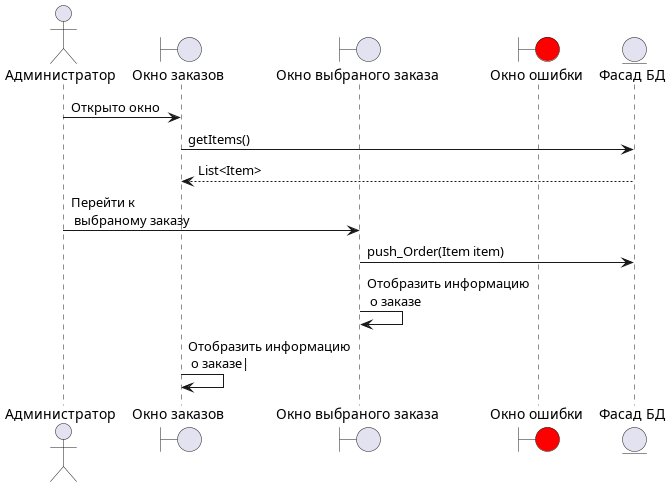 Администратор
Окно заказов
Окно выбраного заказа
Окно ошибки
Фасад БД
Открыто окно
getItems()
List<Item>
Перейти к
выбраному заказу
push_Order(Item item)
Отобразить информацию
о заказе
Отобразить информацию
о заказе|
Администратор
Окно заказов
Окно выбраного заказа
Окно ошибки
Фасад БД